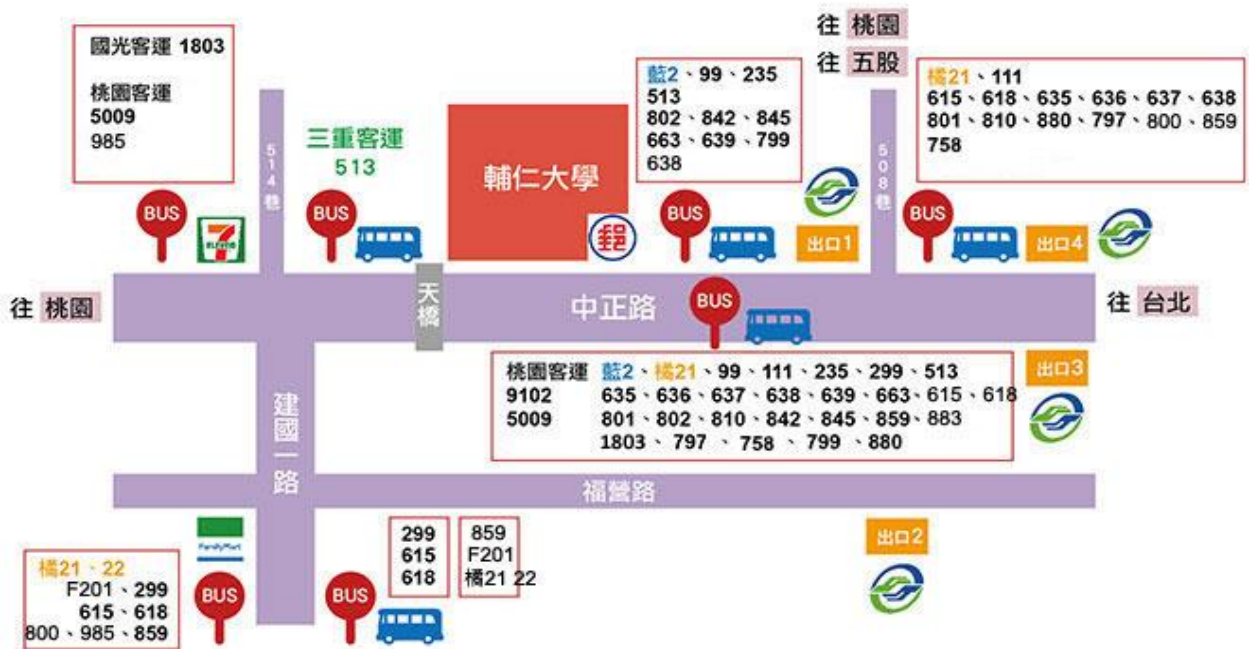 往 桃園
往 五股
國光客運 1803
桃園客運
5009
985
514巷
三重客運
513
輔仁大學
郵
藍2、99、235
513
802、842、845
663、639、799
638
508巷
橘21、111
615、618、635、636、637、638
801、810、880、797、800、859
758
BUS
7
ELEVEN
BUS
BUS
出口1
BUS
出口4
往 桃園
天橋
中正路
BUS
往 台北
桃園客運 藍2、橘21、99、111、235、299、513
9102 635、636、637、638、639、663、615、618
5009 801、802、810、842、845、859、883
1803、797、758、799、880
出口3
建國一路
福營路
出口2
FamilyMart
橘21、22
F201、299
615、618
800、985、859
BUS
BUS
299
615
618
859
F201
橘21 22